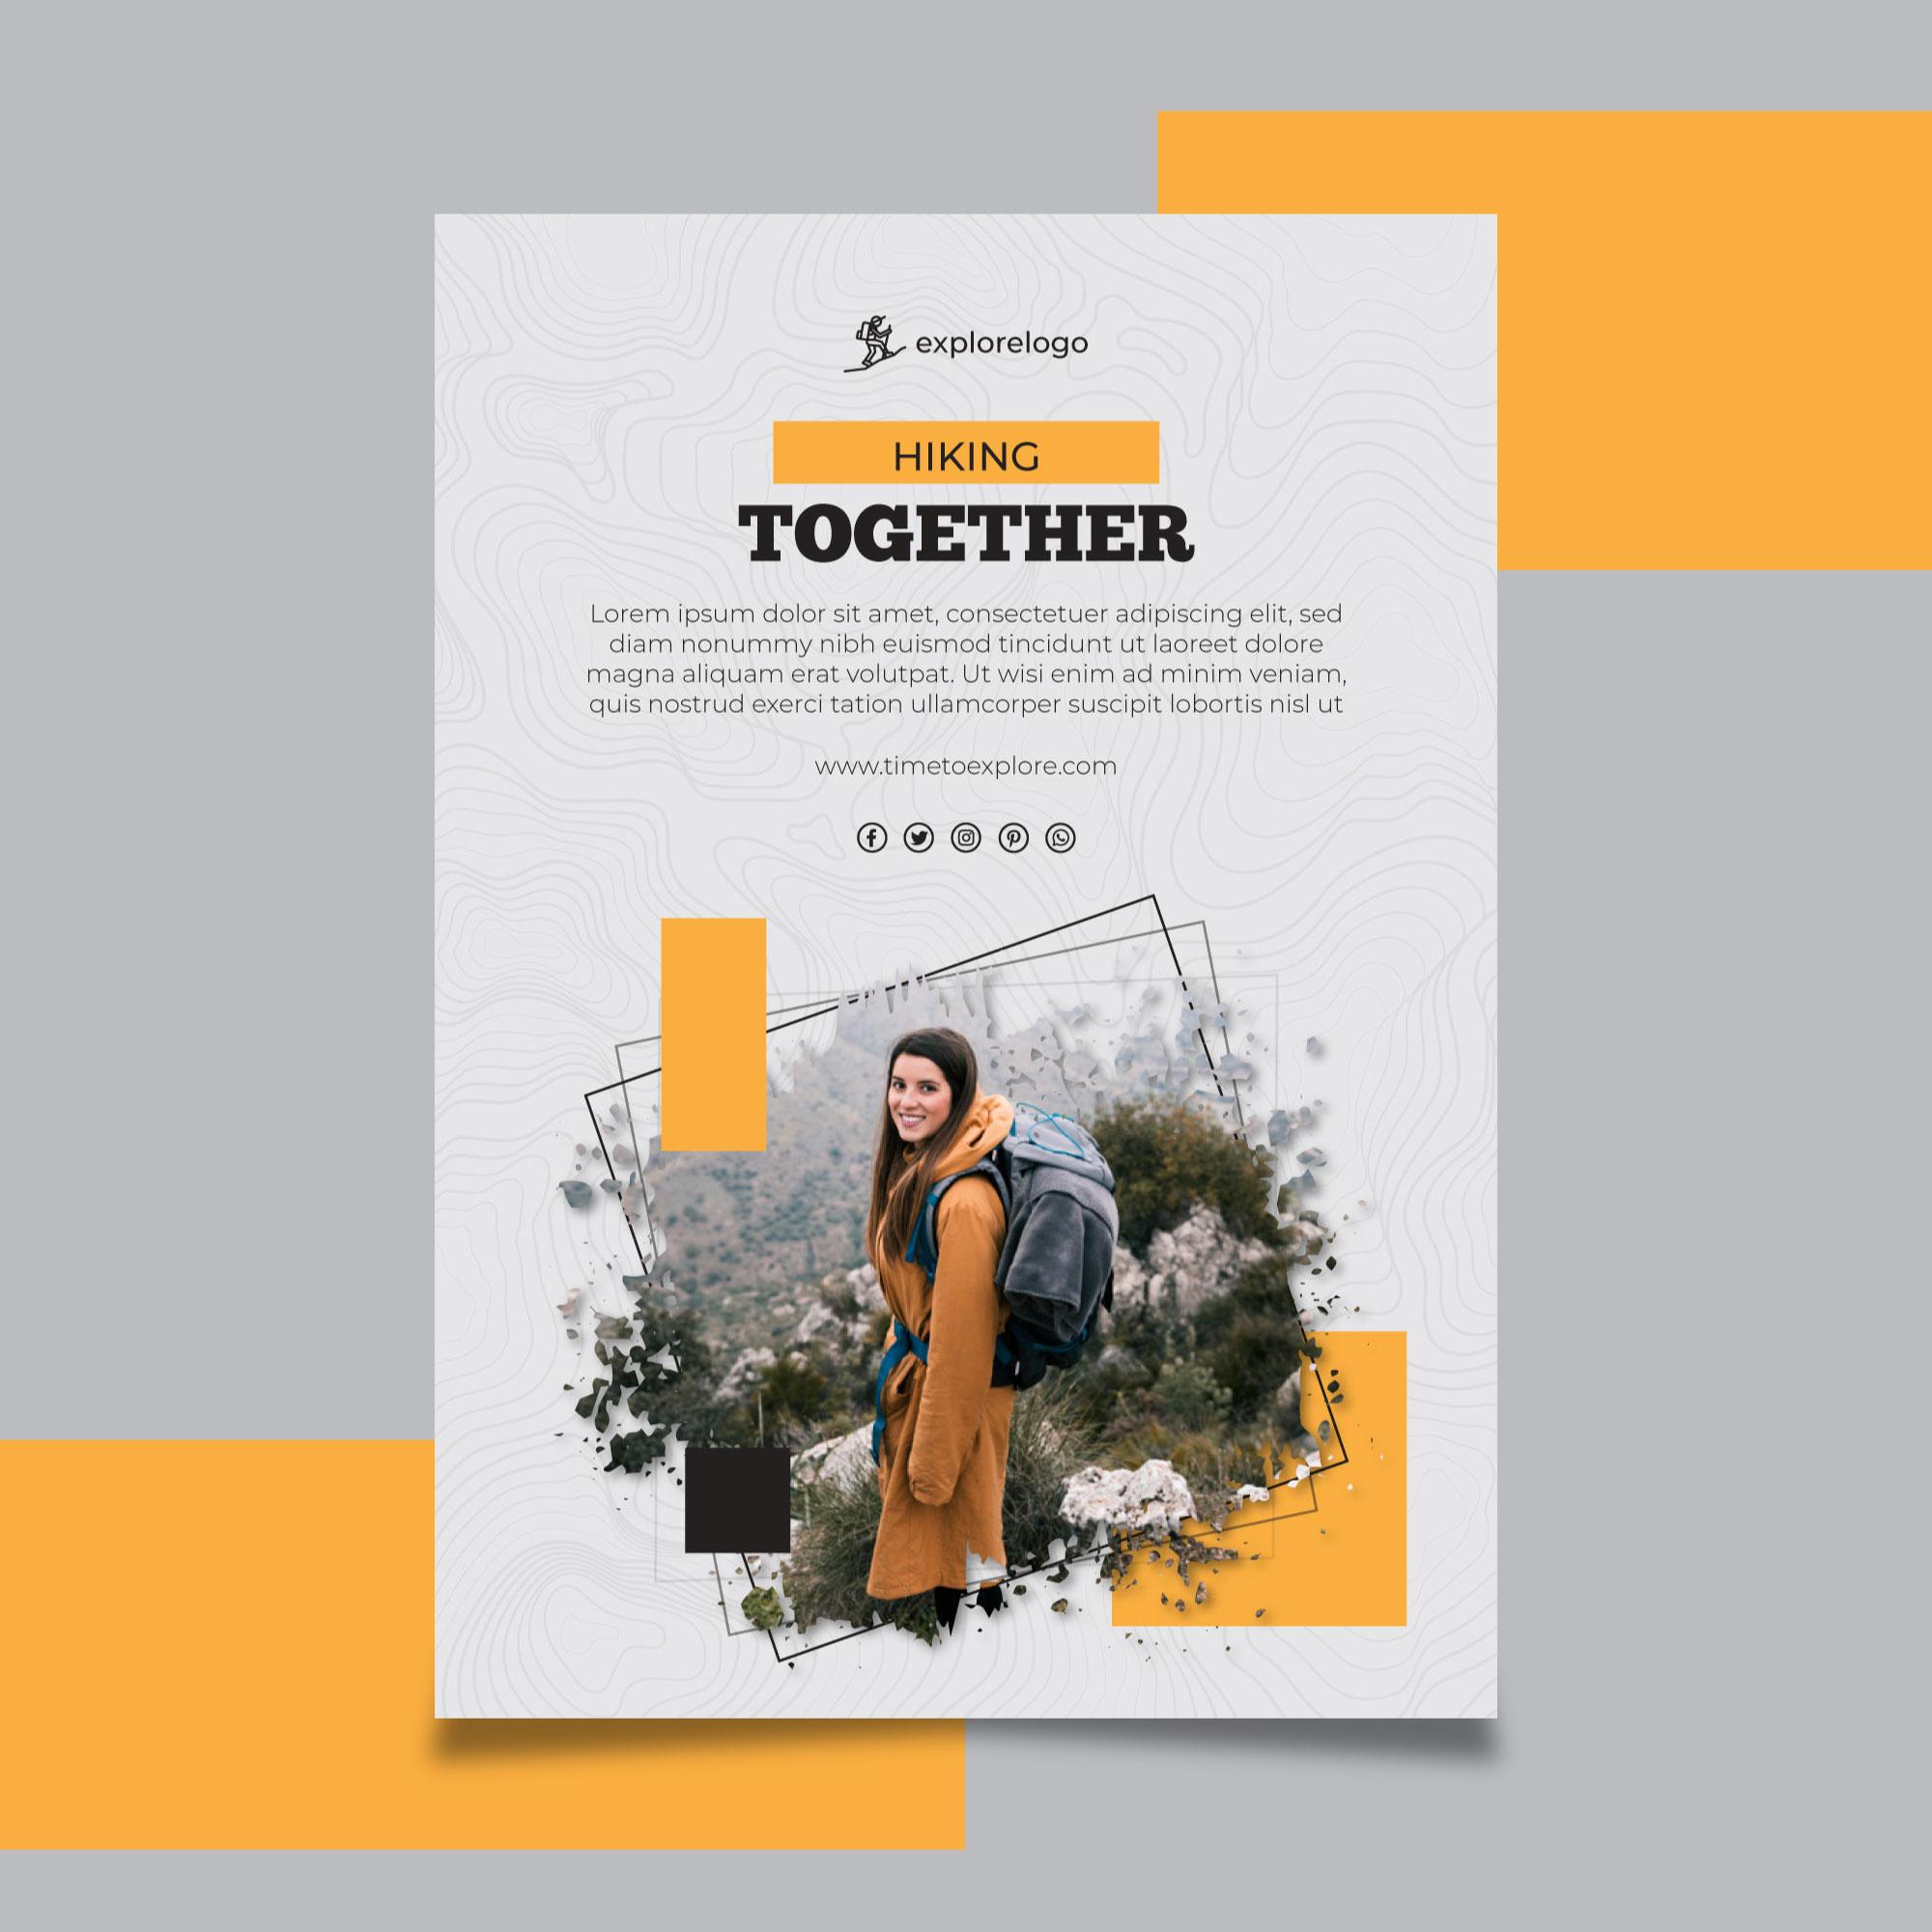 explorelogo
HIKING
TOGETHER
Lorem ipsum dolor sit amet, consectetuer adipiscing elit, sed
diam nonummy nibh euismod tincidunt ut laoreet dolore
magna aliquam erat volutpat. Ut wisi enim ad minim veniam,
quis nostrud exerci tation ullamcorper suscipit lobortis nisl ut
www.timetoexplore.com